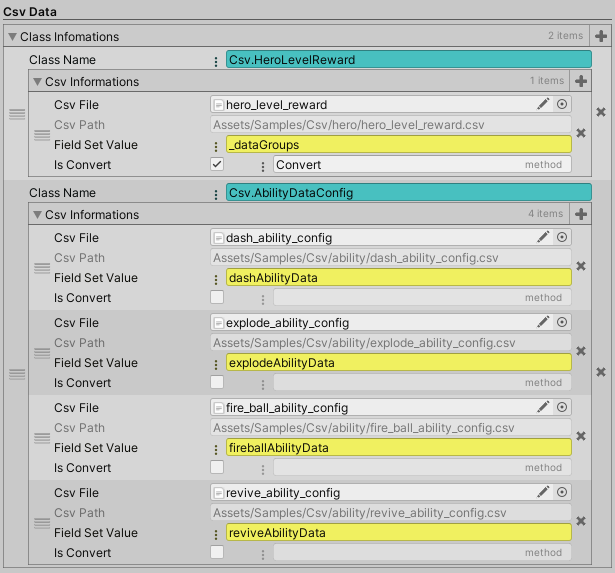 Csv Data
Class Infomations 2 items
Class Name Csv.HeroLevelReward
Csv Informations 1 items
Csv File hero_level_reward
Csv Path Assets/Samples/Csv/hero/hero_level_reward.csv
Field Set Value _dataGroups
Is Convert Convert method
Class Name Csv.AbilityDataConfig
Csv Informations 4 items
Csv File dash_ability_config
Csv Path Assets/Samples/Csv/ability/dash_ability_config.csv
Field Set Value dashAbilityData
Is Convert method
Csv File explode_ability_config
Csv Path Assets/Samples/Csv/ability/explode_ability_config.csv
Field Set Value explodeAbilityData
Is Convert method
Csv File fire_ball_ability_config
Csv Path Assets/Samples/Csv/ability/fire_ball_ability_config.csv
Field Set Value fireballAbilityData
Is Convert method
Csv File revive_ability_config
Csv Path Assets/Samples/Csv/ability/revive_ability_config.csv
Field Set Value reviveAbilityData
Is Convert method